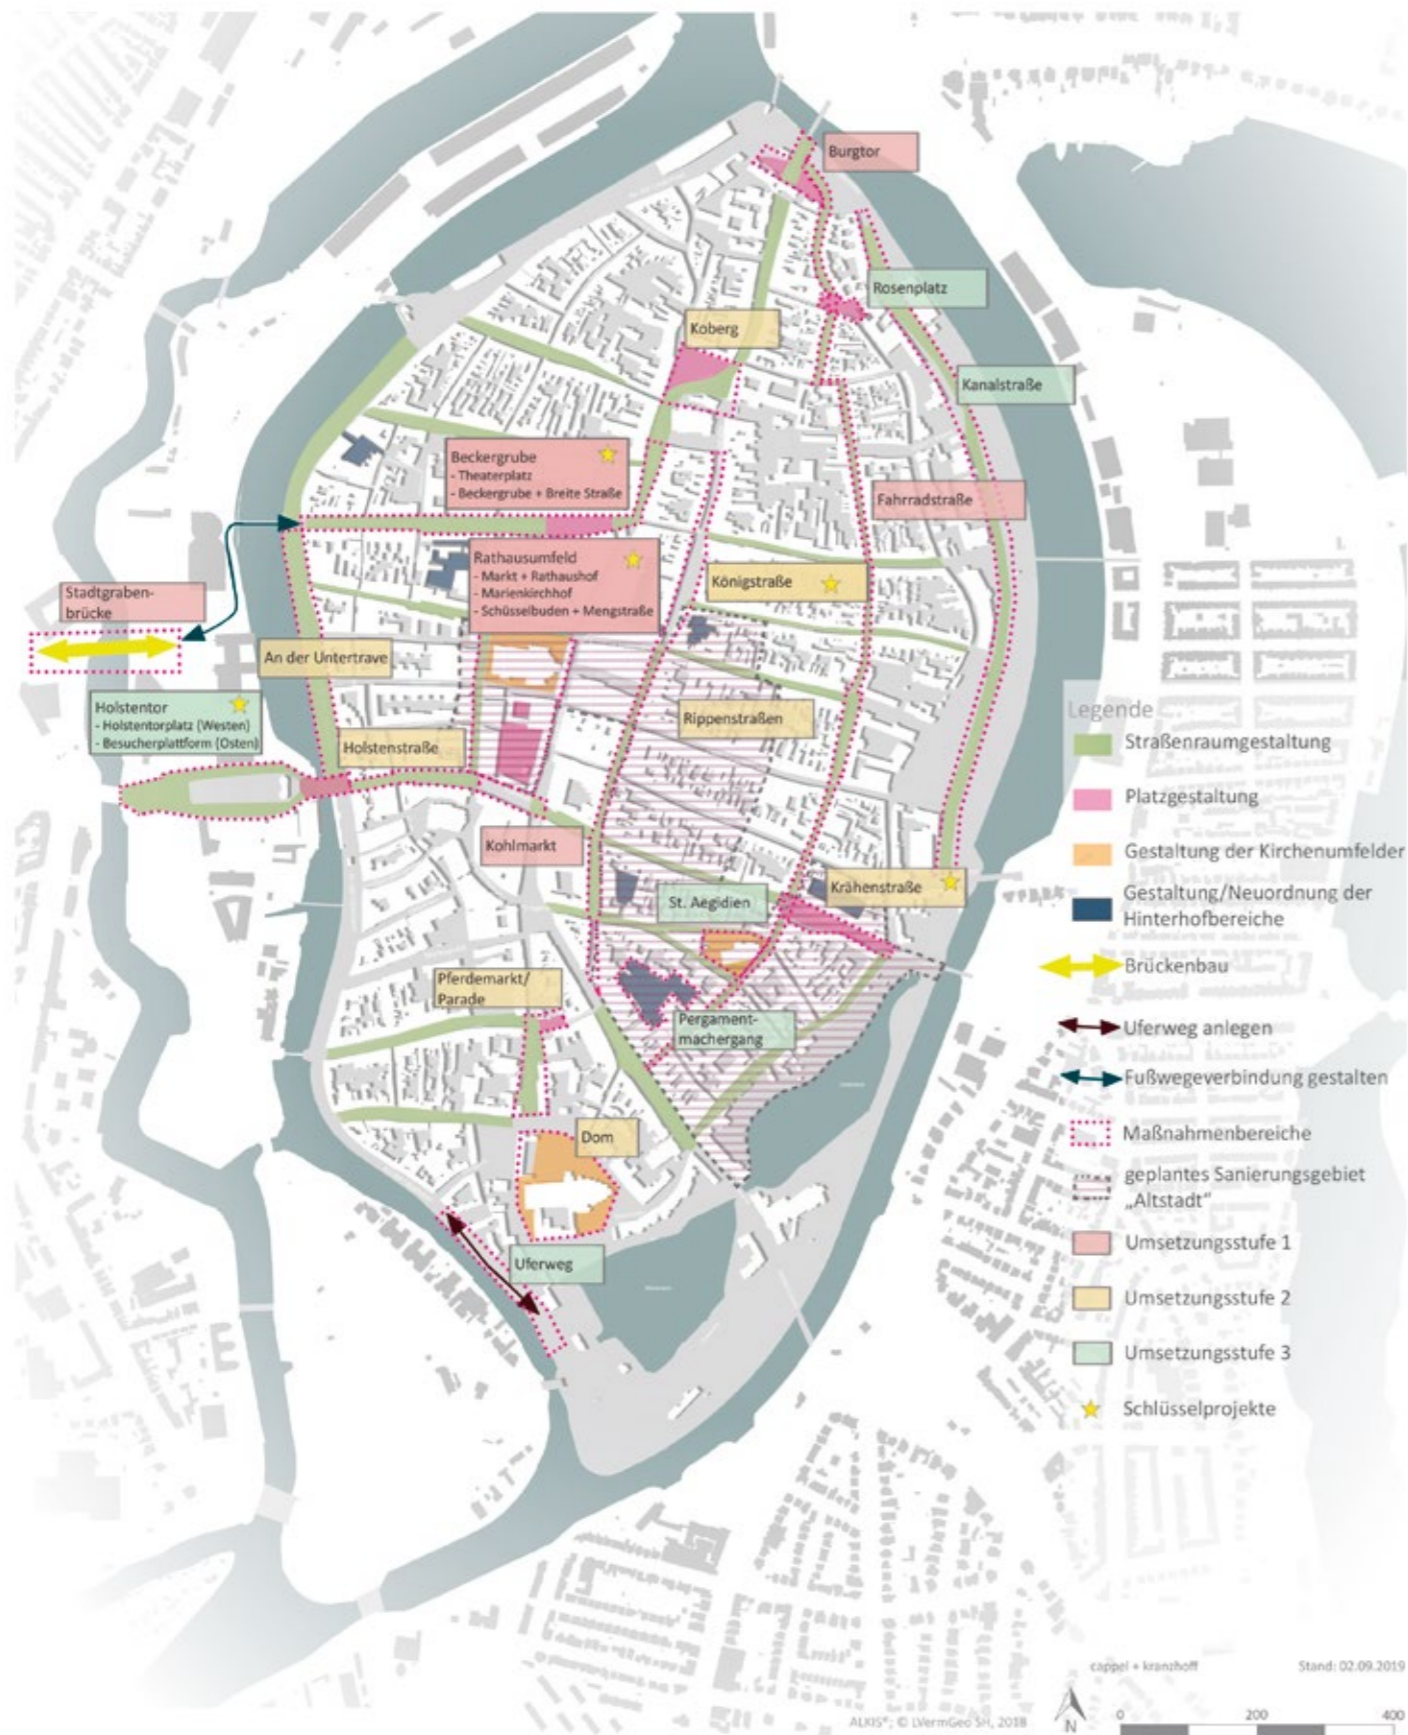 Burgtor
Rosenplatz
Koberg
Kanalstraße
Beckergrube
- Theaterplatz
- Beckergrube + Breite Straße
Fahrradstraße
Rathausumfeld
- Markt + Rathaushof
- Marienkirchhof
- Schüsselbuden + Mengstraße
Königstraße
Stadtgraben-
brücke
An der Untertrave
Holstentor
- Holstentorplatz (Westen)
- Besucherplattform (Osten)
Rippenstraßen
Holstenstraße
Kohlmarkt
Krähenstraße
St. Aegidien
Pferdemarkt/
Parade
Pergament-
machergang
Dom
Uferweg
Legende
Straßenraumgestaltung
Platzgestaltung
Gestaltung der Kirchenumfelder
Gestaltung/Neuordnung der
Hinterhofbereiche
Brückenbau
Uferweg anlegen
Fußwegeverbindung gestalten
Maßnahmenbereiche
geplantes Sanierungsgebiet
„Altstadt“
Umsetzungsstufe 1
Umsetzungsstufe 2
Umsetzungsstufe 3
Schlüsselprojekte
cappel + kranzhoff
Stand: 02.09.2019
ALKIS®; © LVermGeo SH, 2018
N
0 200 400